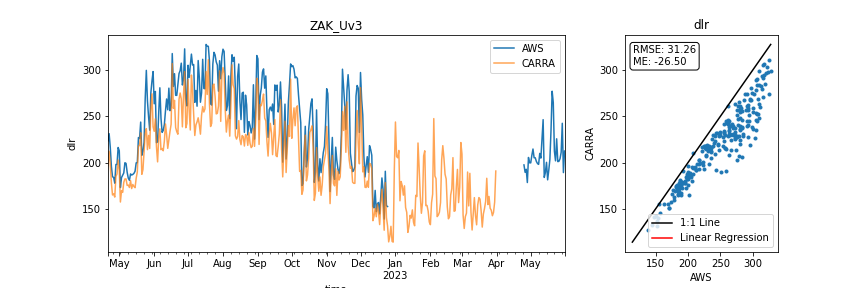 ZAK_Uv3
dlr
AWS
CARRA
RMSE: 31.26
ME: -26.50
300
250
200
150
dlr
300
250
200
150
CARRA
1:1 Line
Linear Regression
May Jun Jul Aug Sep Oct Nov Dec Jan Feb Mar Apr May
2023
150 200 250 300
AWS